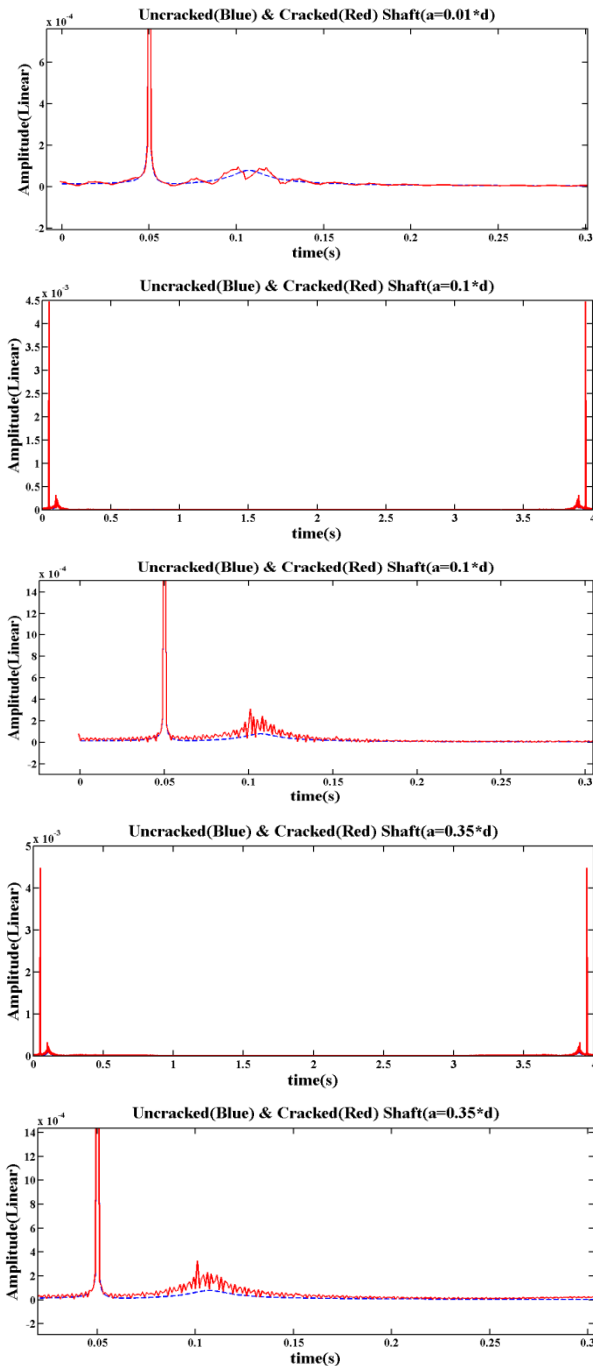 Uncracked(Blue) & Cracked(Red) Shaft(a=0.01*d)
x 10^-4
Amplitude(Linear)
6
4
2
0
-2
0 0.05 0.1 0.15 0.2 0.25 0.3
time(s)
Uncracked(Blue) & Cracked(Red) Shaft(a=0.1*d)
x 10^-3
Amplitude(Linear)
4.5
4
3.5
3
2.5
2
1.5
1
0.5
0
0 0.5 1 1.5 2 2.5 3 3.5 4
time(s)
Uncracked(Blue) & Cracked(Red) Shaft(a=0.1*d)
x 10^-4
Amplitude(Linear)
14
12
10
8
6
4
2
0
-2
0 0.05 0.1 0.15 0.2 0.25 0.3
time(s)
Uncracked(Blue) & Cracked(Red) Shaft(a=0.35*d)
x 10^-3
Amplitude(Linear)
5
4
3
2
1
0
0 0.5 1 1.5 2 2.5 3 3.5 4
time(s)
Uncracked(Blue) & Cracked(Red) Shaft(a=0.35*d)
x 10^-4
Amplitude(Linear)
14
12
10
8
6
4
2
0
-2
0.05 0.1 0.15 0.2 0.25 0.3
time(s)